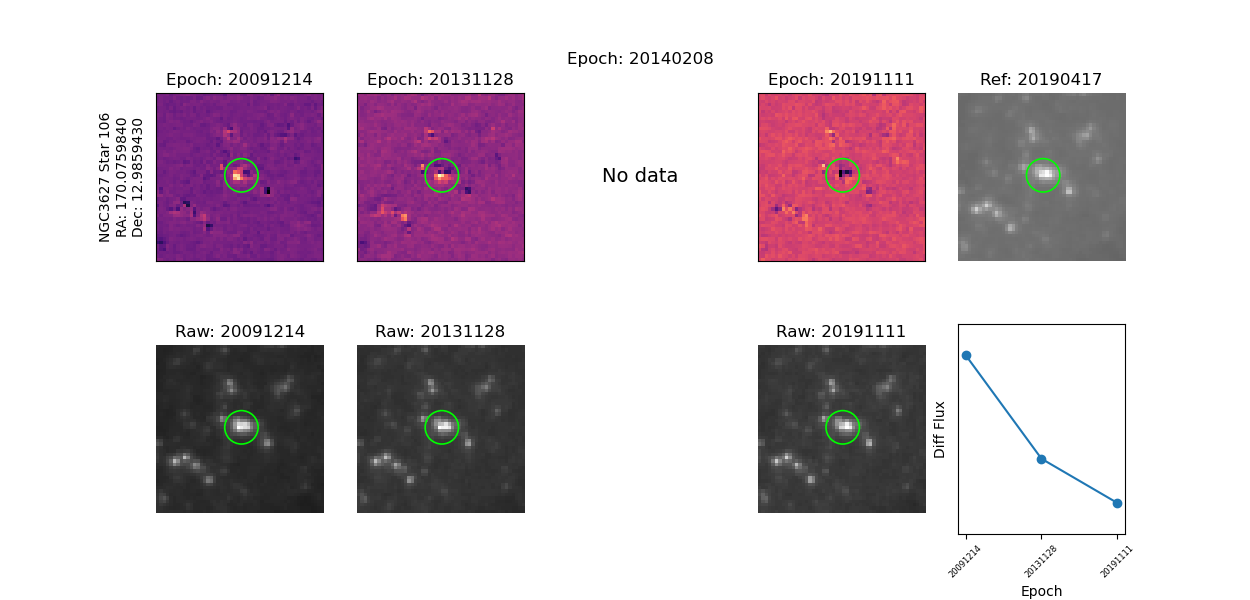 Epoch: 20140208
Epoch: 20091214
Epoch: 20131128
Epoch: 20191111
Ref: 20190417
NGC3627 Star 106
RA: 170.0759840
Dec: 12.9859430
No data
Raw: 20091214
Raw: 20131128
Raw: 20191111
Diff Flux
20091214
20131128
20191111
Epoch